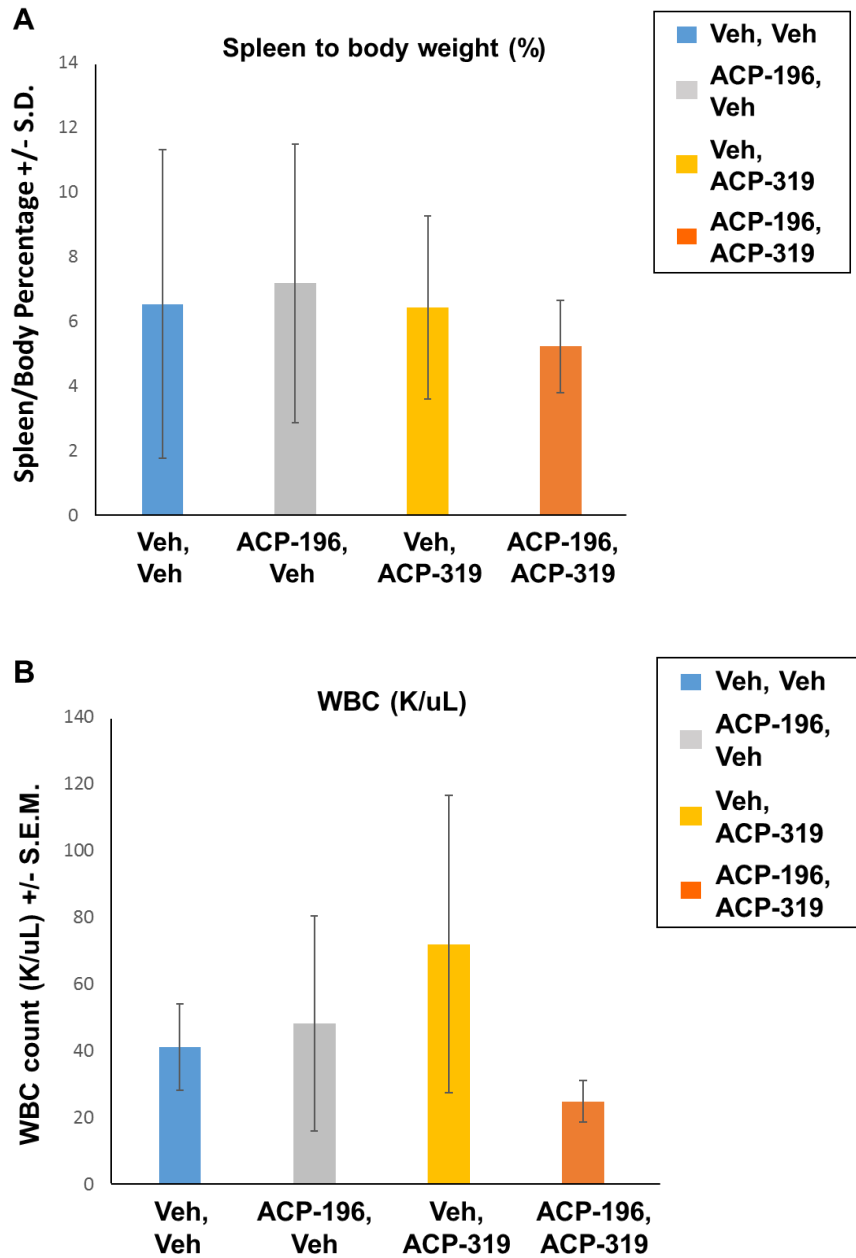 A
Spleen to body weight (%)
Spleen/Body Percentage +/- S.D.
14
12
10
8
6
4
2
0
Veh,
Veh
ACP-196,
Veh
Veh,
ACP-319
ACP-196,
ACP-319
Veh, Veh
ACP-196,
Veh
Veh,
ACP-319
ACP-196,
ACP-319
B
WBC (K/uL)
WBC count (K/uL) +/- S.E.M.
140
120
100
80
60
40
20
0
Veh,
Veh
ACP-196,
Veh
Veh,
ACP-319
ACP-196,
ACP-319
Veh, Veh
ACP-196,
Veh
Veh,
ACP-319
ACP-196,
ACP-319